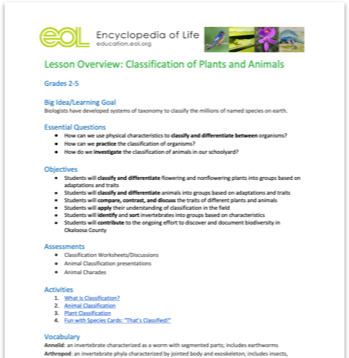 eol Encyclopedia of Life
education.eol.org
Lesson Overview: Classification of Plants and Animals
Grades 2-5
Big Idea/Learning Goal
Biologists have developed systems of taxonomy to classify the millions of named species on earth.
Essential Questions
● How can we use physical characteristics to classify and differentiate between organisms?
● How can we practice the classification of organisms?
● How do we investigate the classification of animals in our schoolyard?
Objectives
● Students will classify and differentiate flowering and nonflowering plants into groups based on
adaptations and traits
● Students will classify and differentiate animals into groups based on adaptations and traits
● Students will compare, contrast, and discuss the traits of different plants and animals
● Students will apply their understanding of classification in the field
● Students will identify and sort invertebrates into groups based on characteristics
● Students will contribute to the ongoing effort to discover and document biodiversity in
Okaloosa County
Assessments
● Classification Worksheets/Discussions
● Animal Classification presentations
● Animal Charades
Activities
1. What is Classification?
2. Animal Classification
3. Plant Classification
4. Fun with Species Cards: "That's Classified!"
Vocabulary
Annelid: an invertebrate characterized as a worm with segmented parts; includes earthworms
Arthropod: an invertebrate phyla characterized by jointed body and exoskeleton; includes insects,